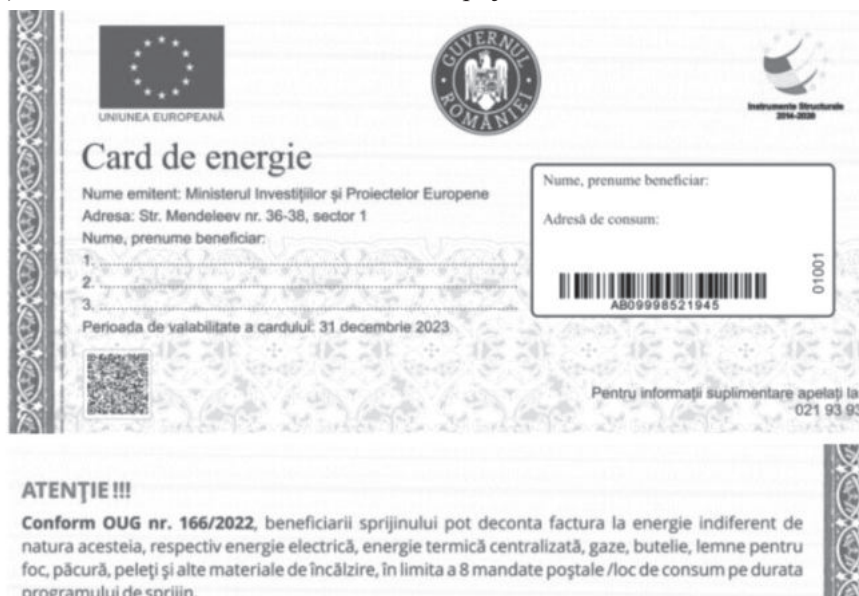 UNIUNEA EUROPEANĂ
GUVERNUL ROMÂNIEI
Instrumente Structurale
2014-2020
Card de energie
Nume emitent: Ministerul Investițiilor și Proiectelor Europene
Adresa: Str. Mendeleev nr. 36-38, sector 1
Nume, prenume beneficiar:
1.
2.
3.
Perioada de valabilitate a cardului: 31 decembrie 2023
Nume, prenume beneficiar:
Adresă de consum:
AB09998521945
01001
Pentru informații suplimentare apelați la
021 93 93
ATENȚIE!!!
Conform OUG nr. 166/2022, beneficiarii sprijinului pot deconta factura la energie indiferent de
natura acesteia, respectiv energie electrică, energie termică centralizată, gaze, butelie, lemne pentru
foc, păcură, peleți și alte materiale de încălzire, în limita a 8 mandate poștale /loc de consum pe durata
programului de sprijin.